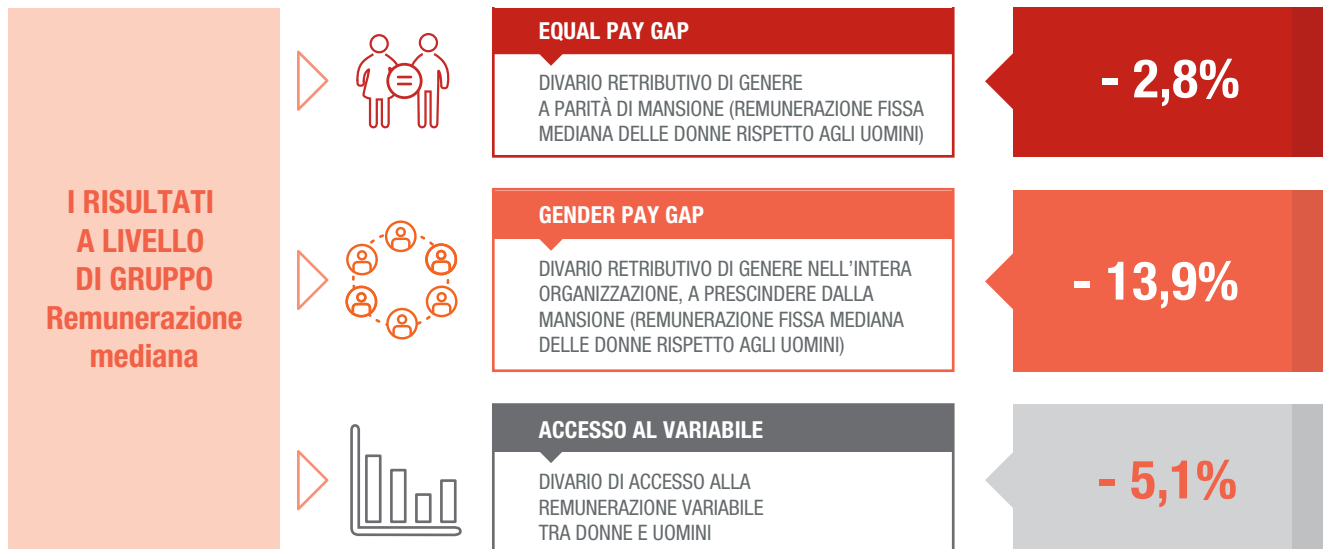 I RISULTATI
A LIVELLO
DI GRUPPO
Remunerazione
mediana
EQUAL PAY GAP
DIVARIO RETRIBUTIVO DI GENERE
A PARITÀ DI MANSIONE (REMUNERAZIONE FISSA
MEDIANA DELLE DONNE RISPETTO AGLI UOMINI)
- 2,8%
GENDER PAY GAP
DIVARIO RETRIBUTIVO DI GENERE NELL'INTERA
ORGANIZZAZIONE, A PRESCINDERE DALLA
MANSIONE (REMUNERAZIONE FISSA MEDIANA
DELLE DONNE RISPETTO AGLI UOMINI)
- 13,9%
ACCESSO AL VARIABILE
DIVARIO DI ACCESSO ALLA
REMUNERAZIONE VARIABILE
TRA DONNE E UOMINI
- 5,1%